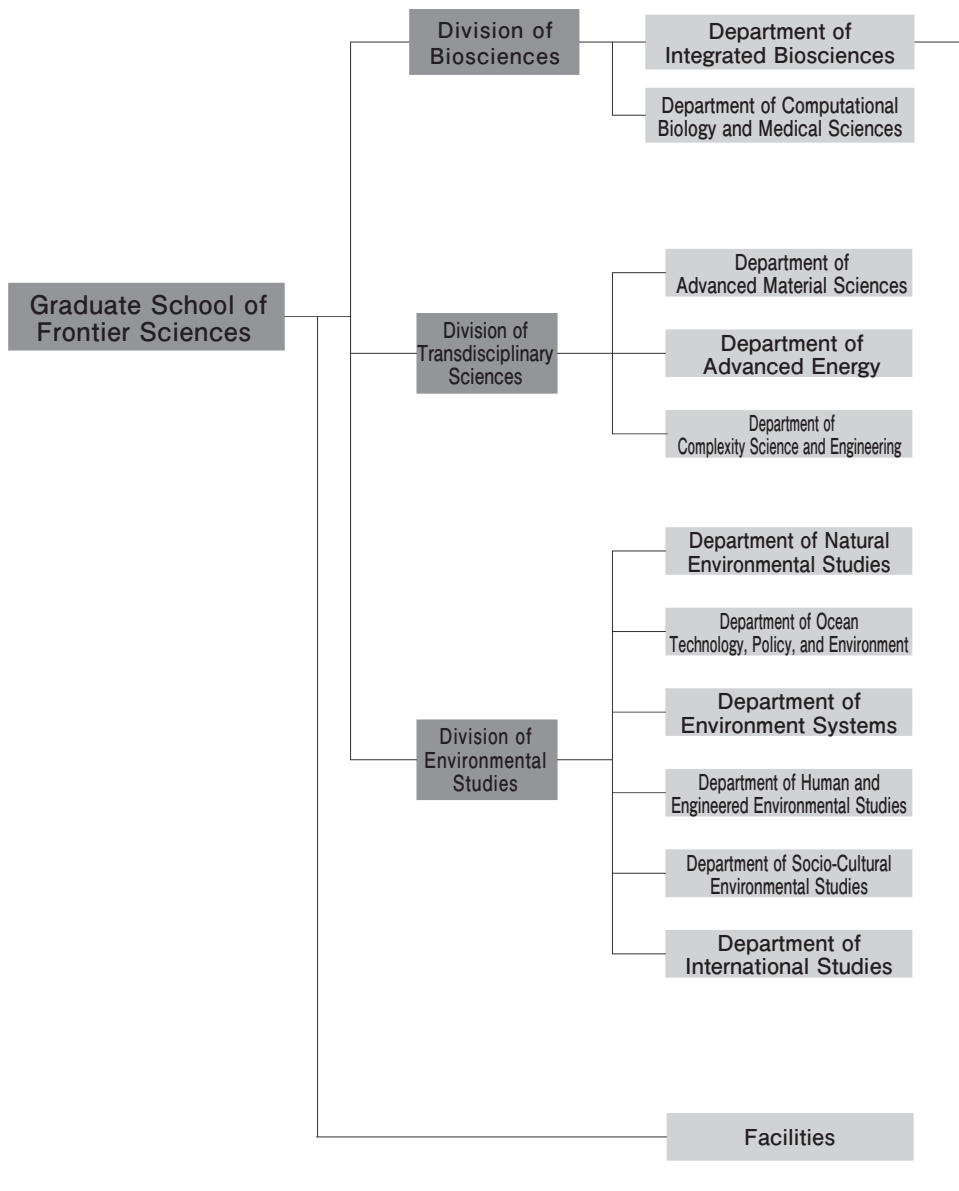 Division of
Biosciences
Department of
Integrated Biosciences
Department of Computational
Biology and Medical Sciences
Graduate School of
Frontier Sciences
Division of
Transdisciplinary
Sciences
Department of
Advanced Material Sciences
Department of
Advanced Energy
Department of
Complexity Science and Engineering
Division of
Environmental
Studies
Department of Natural
Environmental Studies
Department of Ocean
Technology, Policy, and Environment
Department of
Environment Systems
Department of Human and
Engineered Environmental Studies
Department of Socio-Cultural
Environmental Studies
Department of
International Studies
Facilities